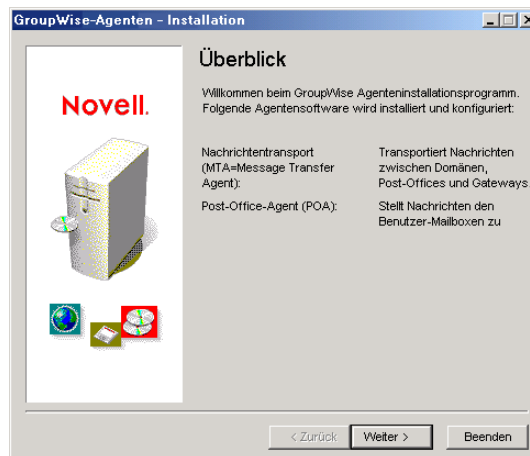 GroupWise-Agenten - Installation
Novell.
Überblick
Willkommen beim GroupWise Agenteninstallationsprogramm.
Folgende Agentensoftware wird installiert und konfiguriert:
Nachrichtentransport
(MTA=Message Transfer
Agent):
Transportiert Nachrichten
zwischen Domänen,
Post-Offices und Gateways
Post-Office-Agent (POA):
Stellt Nachrichten den
Benutzer-Mailboxen zu
< Zurück
Weiter >
Beenden